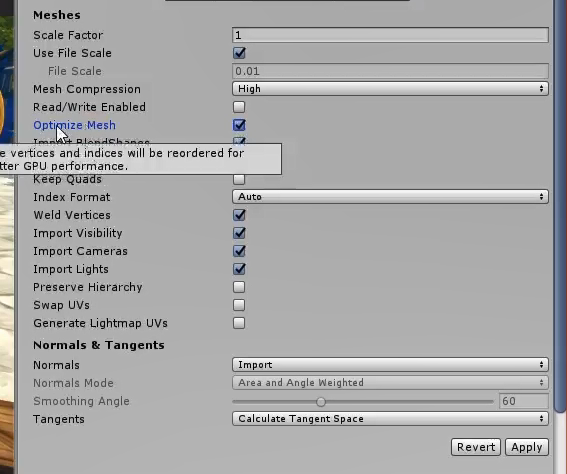 Meshes
Scale Factor 1
Use File Scale
File Scale 0.01
Mesh Compression High
Read/Write Enabled
Optimize Mesh
Import BlendShapes
e vertices and indices will be reordered for
tter GPU performance.
Keep Quads
Index Format Auto
Weld Vertices
Import Visibility
Import Cameras
Import Lights
Preserve Hierarchy
Swap UVs
Generate Lightmap UVs
Normals & Tangents
Normals Import
Normals Mode Area and Angle Weighted
Smoothing Angle 60
Tangents Calculate Tangent Space
Revert Apply